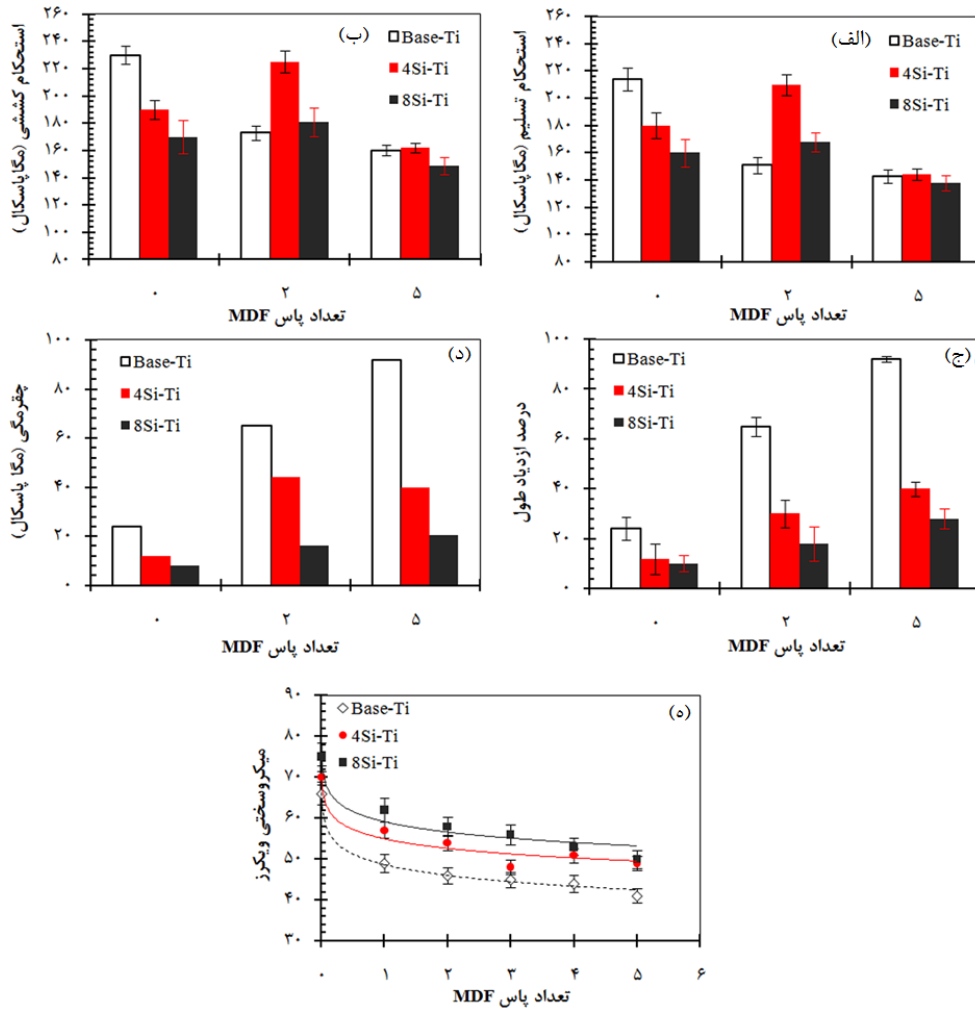 (الف)
استحکام تسلیم (مگاپاسکال)
۲۶۰
۲۴۰
۲۲۰
۲۰۰
۱۸۰
۱۶۰
۱۴۰
۱۲۰
۱۰۰
۸۰
Base-Ti
4Si-Ti
8Si-Ti
۰ ۲ ۵
تعداد پاس MDF
(ب)
استحکام کششی (مگاپاسکال)
۲۶۰
۲۴۰
۲۲۰
۲۰۰
۱۸۰
۱۶۰
۱۴۰
۱۲۰
۱۰۰
۸۰
Base-Ti
4Si-Ti
8Si-Ti
۰ ۲ ۵
تعداد پاس MDF
(ج)
درصد ازدیاد طول
۱۰۰
۸۰
۶۰
۴۰
۲۰
۰
Base-Ti
4Si-Ti
8Si-Ti
۰ ۲ ۵
تعداد پاس MDF
(د)
چقرمگی (مگا پاسکال)
۱۰۰
۸۰
۶۰
۴۰
۲۰
۰
Base-Ti
4Si-Ti
8Si-Ti
۰ ۲ ۵
تعداد پاس MDF
(ه)
میکروسختی ویکرز
۹۰
۸۰
۷۰
۶۰
۵۰
۴۰
۳۰
Base-Ti
4Si-Ti
8Si-Ti
۰ ۱ ۲ ۳ ۴ ۵ ۶
تعداد پاس MDF